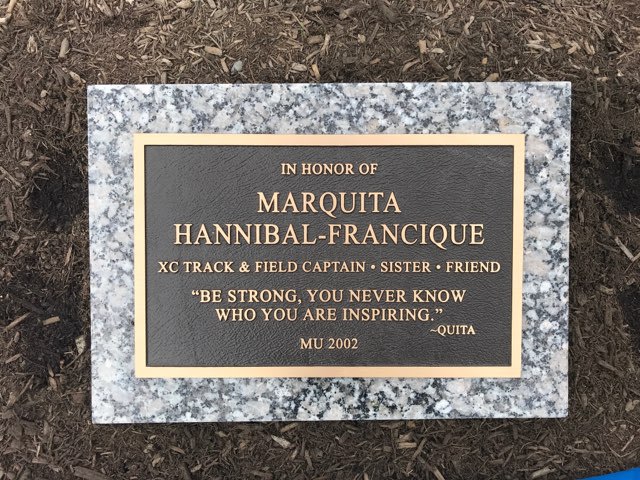 IN HONOR OF
MARQUITA
HANNIBAL-FRANCIQUE
XC TRACK & FIELD CAPTAIN • SISTER • FRIEND
“BE STRONG, YOU NEVER KNOW
WHO YOU ARE INSPIRING.”
~QUITA
MU 2002